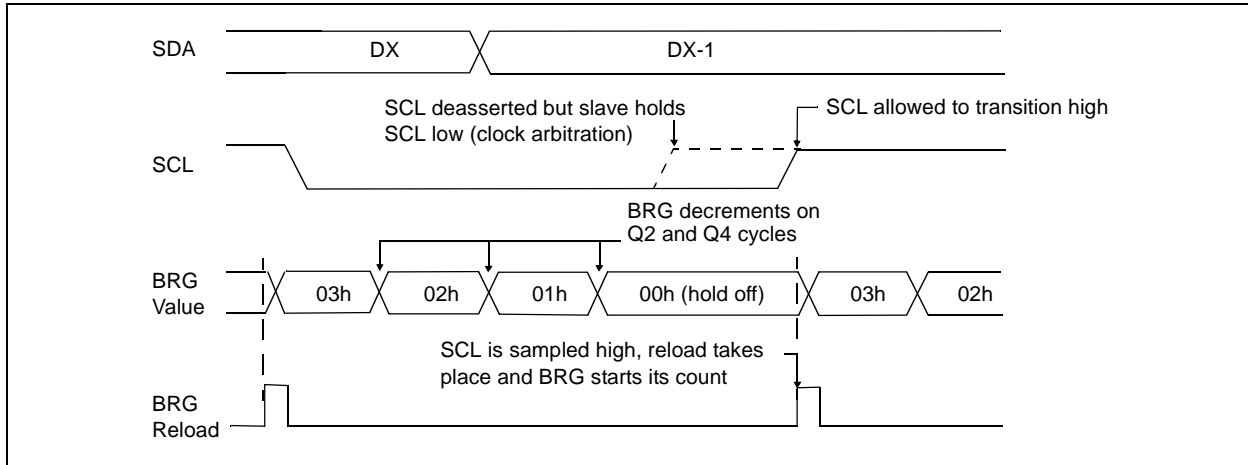 SDA
DX
DX-1
SCL deasserted but slave holds
SCL low (clock arbitration)
SCL allowed to transition high
SCL
BRG decrements on
Q2 and Q4 cycles
BRG
Value
03h
02h
01h
00h (hold off)
03h
02h
SCL is sampled high, reload takes
place and BRG starts its count
BRG
Reload